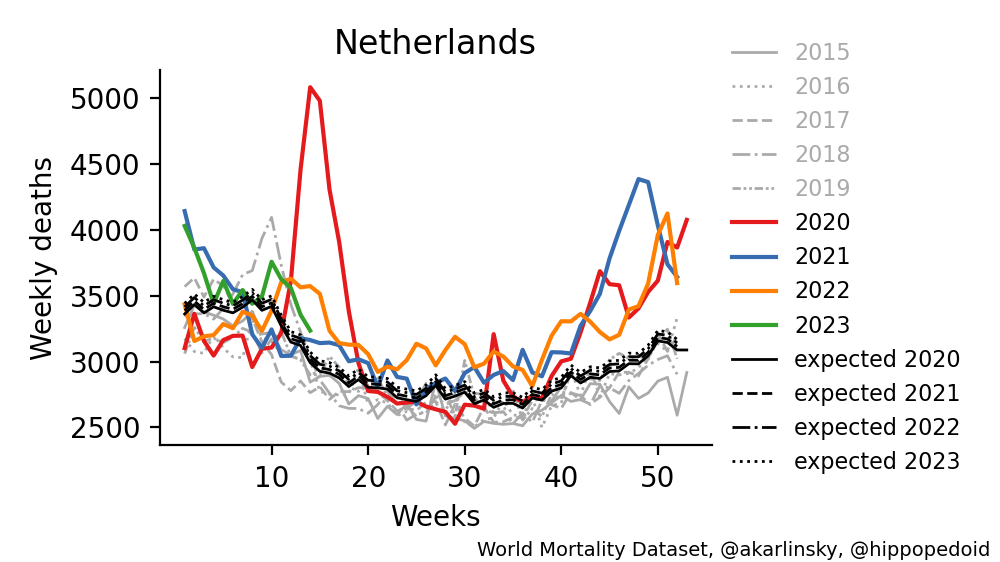 Netherlands
Weekly deaths
5000
4500
4000
3500
3000
2500
10 20 30 40 50
Weeks
2015
2016
2017
2018
2019
2020
2021
2022
2023
expected 2020
expected 2021
expected 2022
expected 2023
World Mortality Dataset, @akarlinsky, @hippopedoid